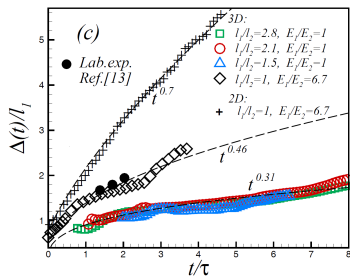 (c)
Lab.exp.
Ref.[13]
3D:
l₁/l₂=2.8, E₁/E₂=1
l₁/l₂=2.1, E₁/E₂=1
l₁/l₂~1.5, E₁/E₂~1
l₁/l₂=1, E₁/E₂=6.7
2D:
l₁/l₂~1, E₁/E₂~6.7
t^0.7
t^0.46
t^0.31
Δ(t)/l₁
5
4
3
2
1
0 1 2 3 4 5 6 7 8
t/τ